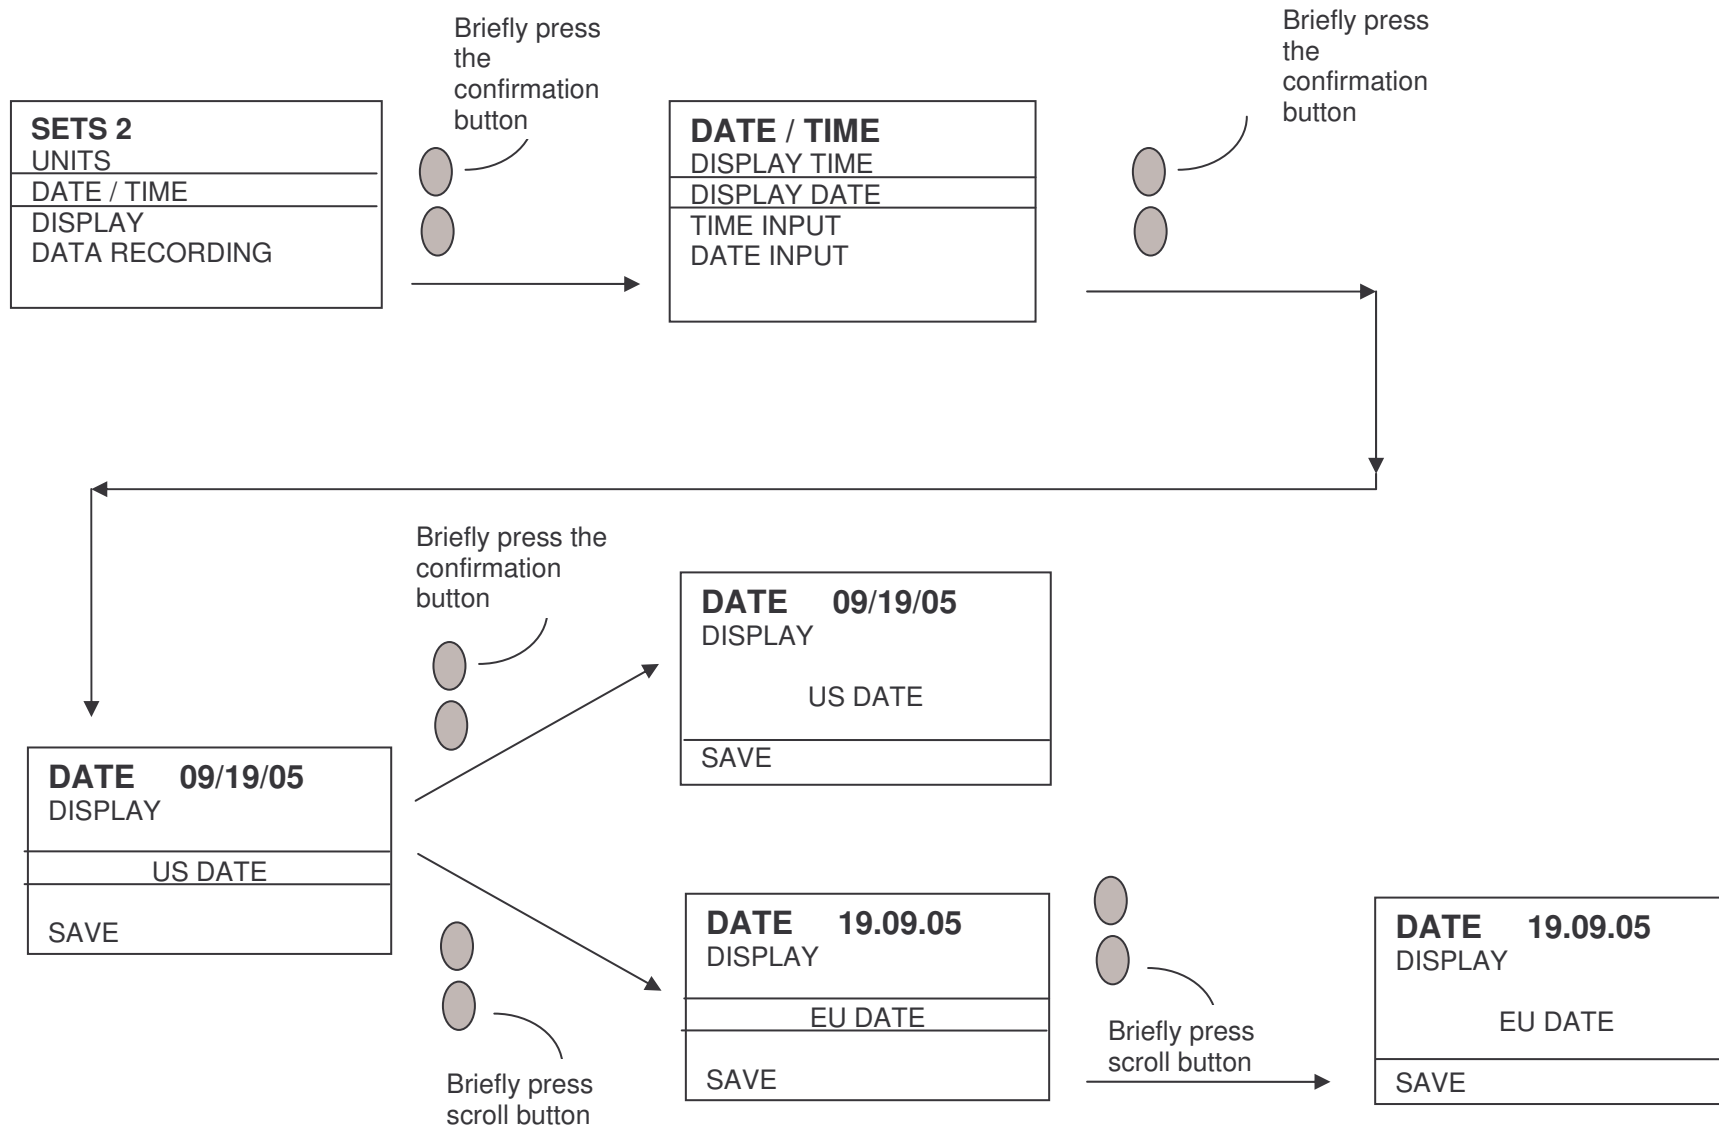 Briefly press
the
confirmation
button
Briefly press
the
confirmation
button
SETS 2
UNITS
DATE / TIME
DISPLAY
DATA RECORDING
DATE / TIME
DISPLAY TIME
DISPLAY DATE
TIME INPUT
DATE INPUT
Briefly press the
confirmation
button
DATE 09/19/05
DISPLAY
US DATE
SAVE
DATE 09/19/05
DISPLAY
US DATE
SAVE
Briefly press
scroll button
DATE 19.09.05
DISPLAY
EU DATE
SAVE
Briefly press
scroll button
DATE 19.09.05
DISPLAY
EU DATE
SAVE